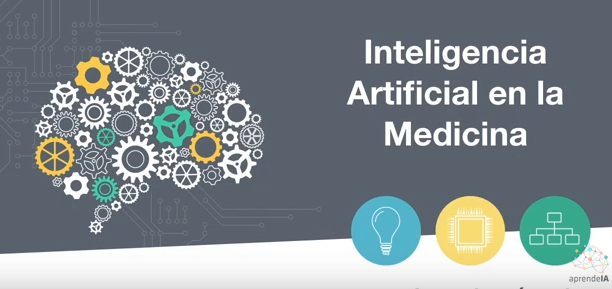 Inteligencia
Artificial en la
Medicina
aprendeIA